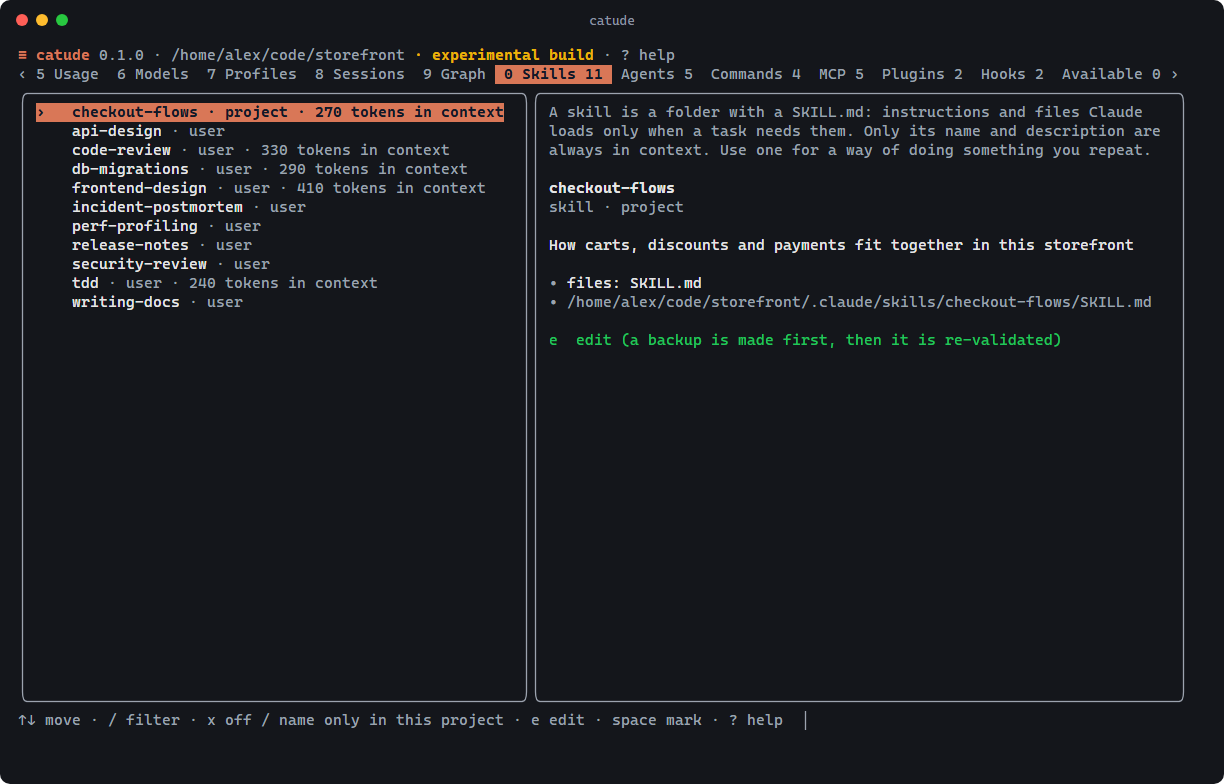 catude
≡ catude 0.1.0 · /home/alex/code/storefront · experimental build · ? help
‹ 5 Usage 6 Models 7 Profiles 8 Sessions 9 Graph 0 Skills 11 Agents 5 Commands 4 MCP 5 Plugins 2 Hooks 2 Available 0 ›
› checkout-flows · project · 270 tokens in context
api-design · user
code-review · user · 330 tokens in context
db-migrations · user · 290 tokens in context
frontend-design · user · 410 tokens in context
incident-postmortem · user
perf-profiling · user
release-notes · user
security-review · user
tdd · user · 240 tokens in context
writing-docs · user
A skill is a folder with a SKILL.md: instructions and files Claude
loads only when a task needs them. Only its name and description are
always in context. Use one for a way of doing something you repeat.
checkout-flows
skill · project
How carts, discounts and payments fit together in this storefront
• files: SKILL.md
• /home/alex/code/storefront/.claude/skills/checkout-flows/SKILL.md
e edit (a backup is made first, then it is re-validated)
↑↓ move · / filter · x off / name only in this project · e edit · space mark · ? help